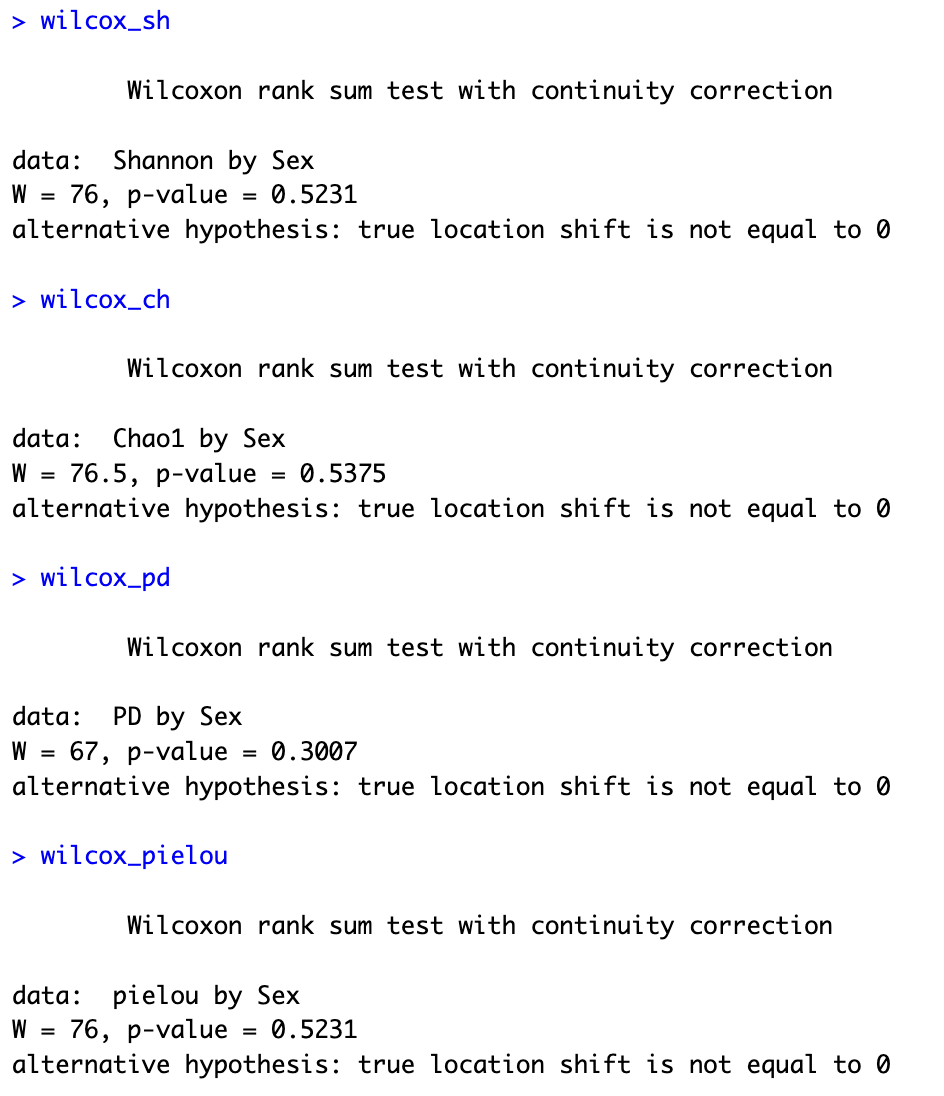 > wilcox_sh
Wilcoxon rank sum test with continuity correction
data:  Shannon by Sex
W = 76, p-value = 0.5231
alternative hypothesis: true location shift is not equal to 0
> wilcox_ch
Wilcoxon rank sum test with continuity correction
data:  Chao1 by Sex
W = 76.5, p-value = 0.5375
alternative hypothesis: true location shift is not equal to 0
> wilcox_pd
Wilcoxon rank sum test with continuity correction
data:  PD by Sex
W = 67, p-value = 0.3007
alternative hypothesis: true location shift is not equal to 0
> wilcox_pielou
Wilcoxon rank sum test with continuity correction
data:  pielou by Sex
W = 76, p-value = 0.5231
alternative hypothesis: true location shift is not equal to 0